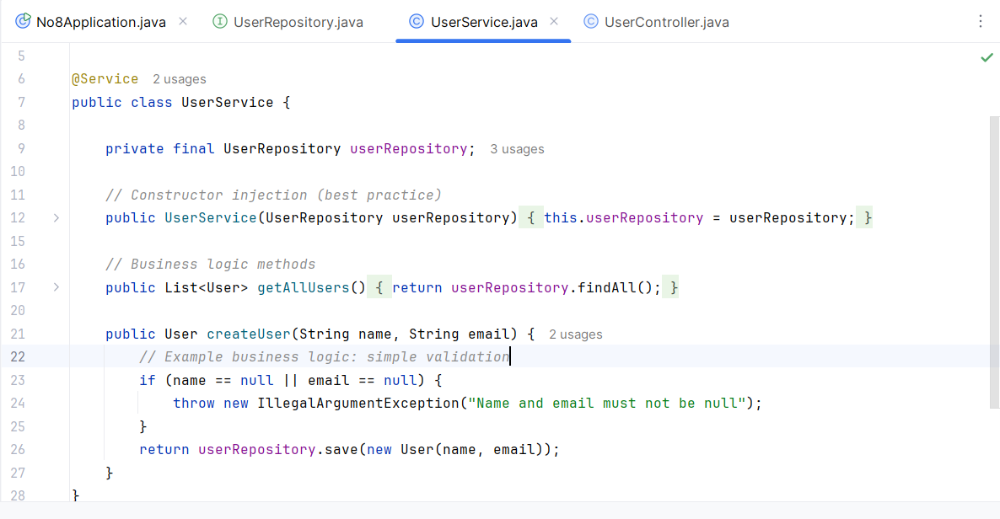 No8Application.java UserRepository.java UserService.java UserController.java
5
6 @Service 2 usages
7 public class UserService {
8
9 private final UserRepository userRepository; 3 usages
10
11 // Constructor injection (best practice)
12 public UserService(UserRepository userRepository) { this.userRepository = userRepository; }
15
16 // Business logic methods
17 public List<User> getAllUsers() { return userRepository.findAll(); }
20
21 public User createUser(String name, String email) { 2 usages
22 // Example business logic: simple validation
23 if (name == null || email == null) {
24 throw new IllegalArgumentException("Name and email must not be null");
25 }
26 return userRepository.save(new User(name, email));
27 }
28 }